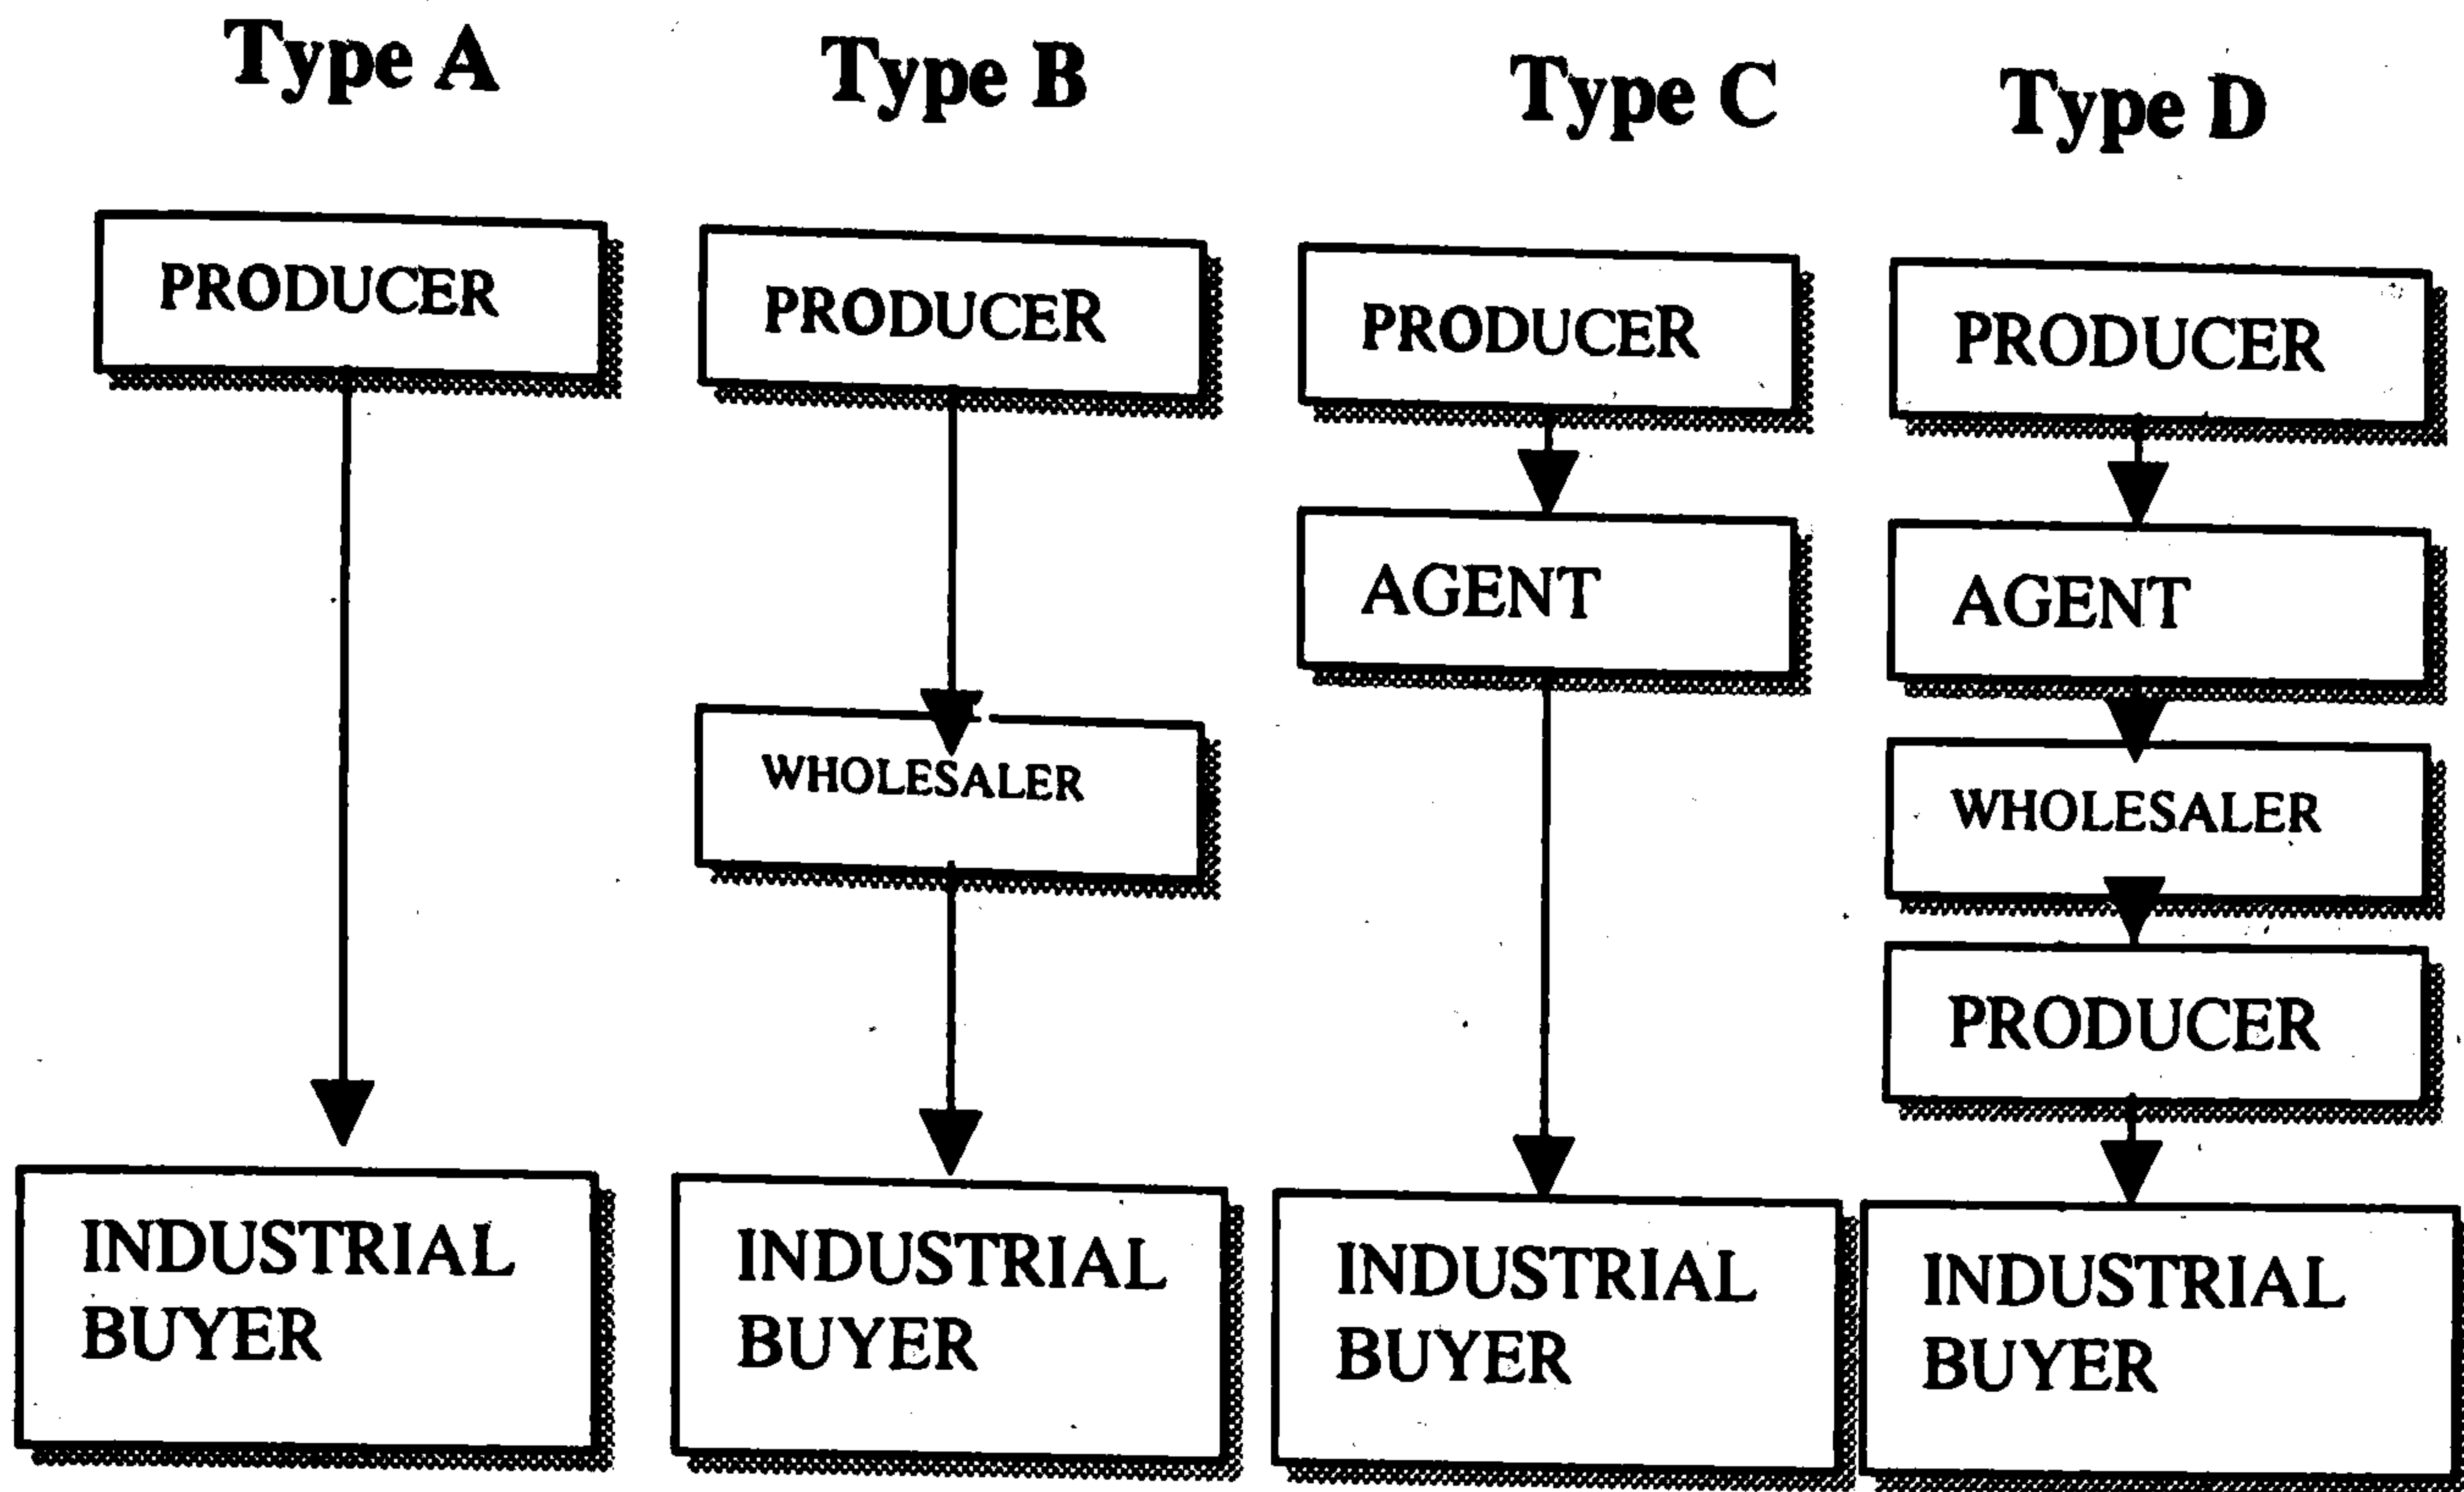 Type A
Type B
Type C
Type D
PRODUCER
PRODUCER
PRODUCER
PRODUCER
AGENT
AGENT
WHOLESALER
WHOLESALER
PRODUCER
INDUSTRIAL
BUYER
INDUSTRIAL
BUYER
INDUSTRIAL
BUYER
INDUSTRIAL
BUYER